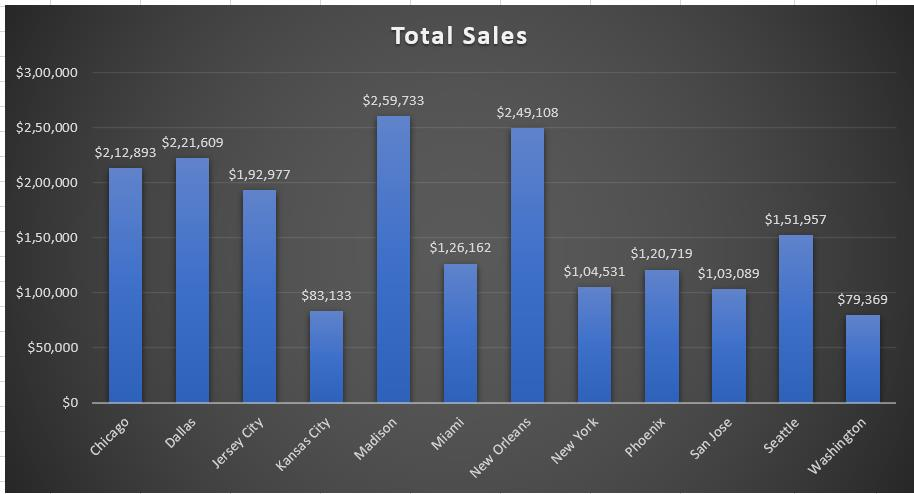 Total Sales
$3,00,000
$2,50,000
$2,00,000
$1,50,000
$1,00,000
$50,000
$0
$2,12,893
$2,21,609
$1,92,977
$83,133
$2,59,733
$1,26,162
$2,49,108
$1,04,531
$1,20,719
$1,03,089
$1,51,957
$79,369
Chicago
Dallas
Jersey City
Kansas City
Madison
Miami
New Orleans
New York
Phoenix
San Jose
Seattle
Washington